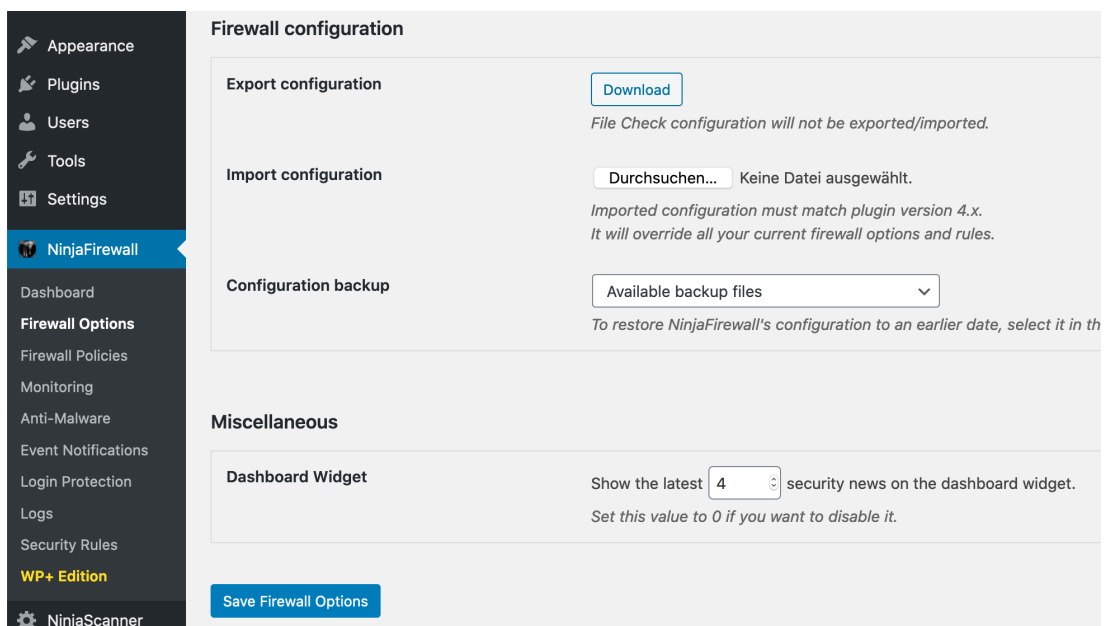 Appearance
Plugins
Users
Tools
Settings
NinjaFirewall
Dashboard
Firewall Options
Firewall Policies
Monitoring
Anti-Malware
Event Notifications
Login Protection
Logs
Security Rules
WP+ Edition
NinjaScanner
Firewall configuration
Export configuration
Download
File Check configuration will not be exported/imported.
Import configuration
Durchsuchen... Keine Datei ausgewählt.
Imported configuration must match plugin version 4.x.
It will override all your current firewall options and rules.
Configuration backup
Available backup files
To restore NinjaFirewall's configuration to an earlier date, select it in th
Miscellaneous
Dashboard Widget
Show the latest 4 security news on the dashboard widget.
Set this value to 0 if you want to disable it.
Save Firewall Options